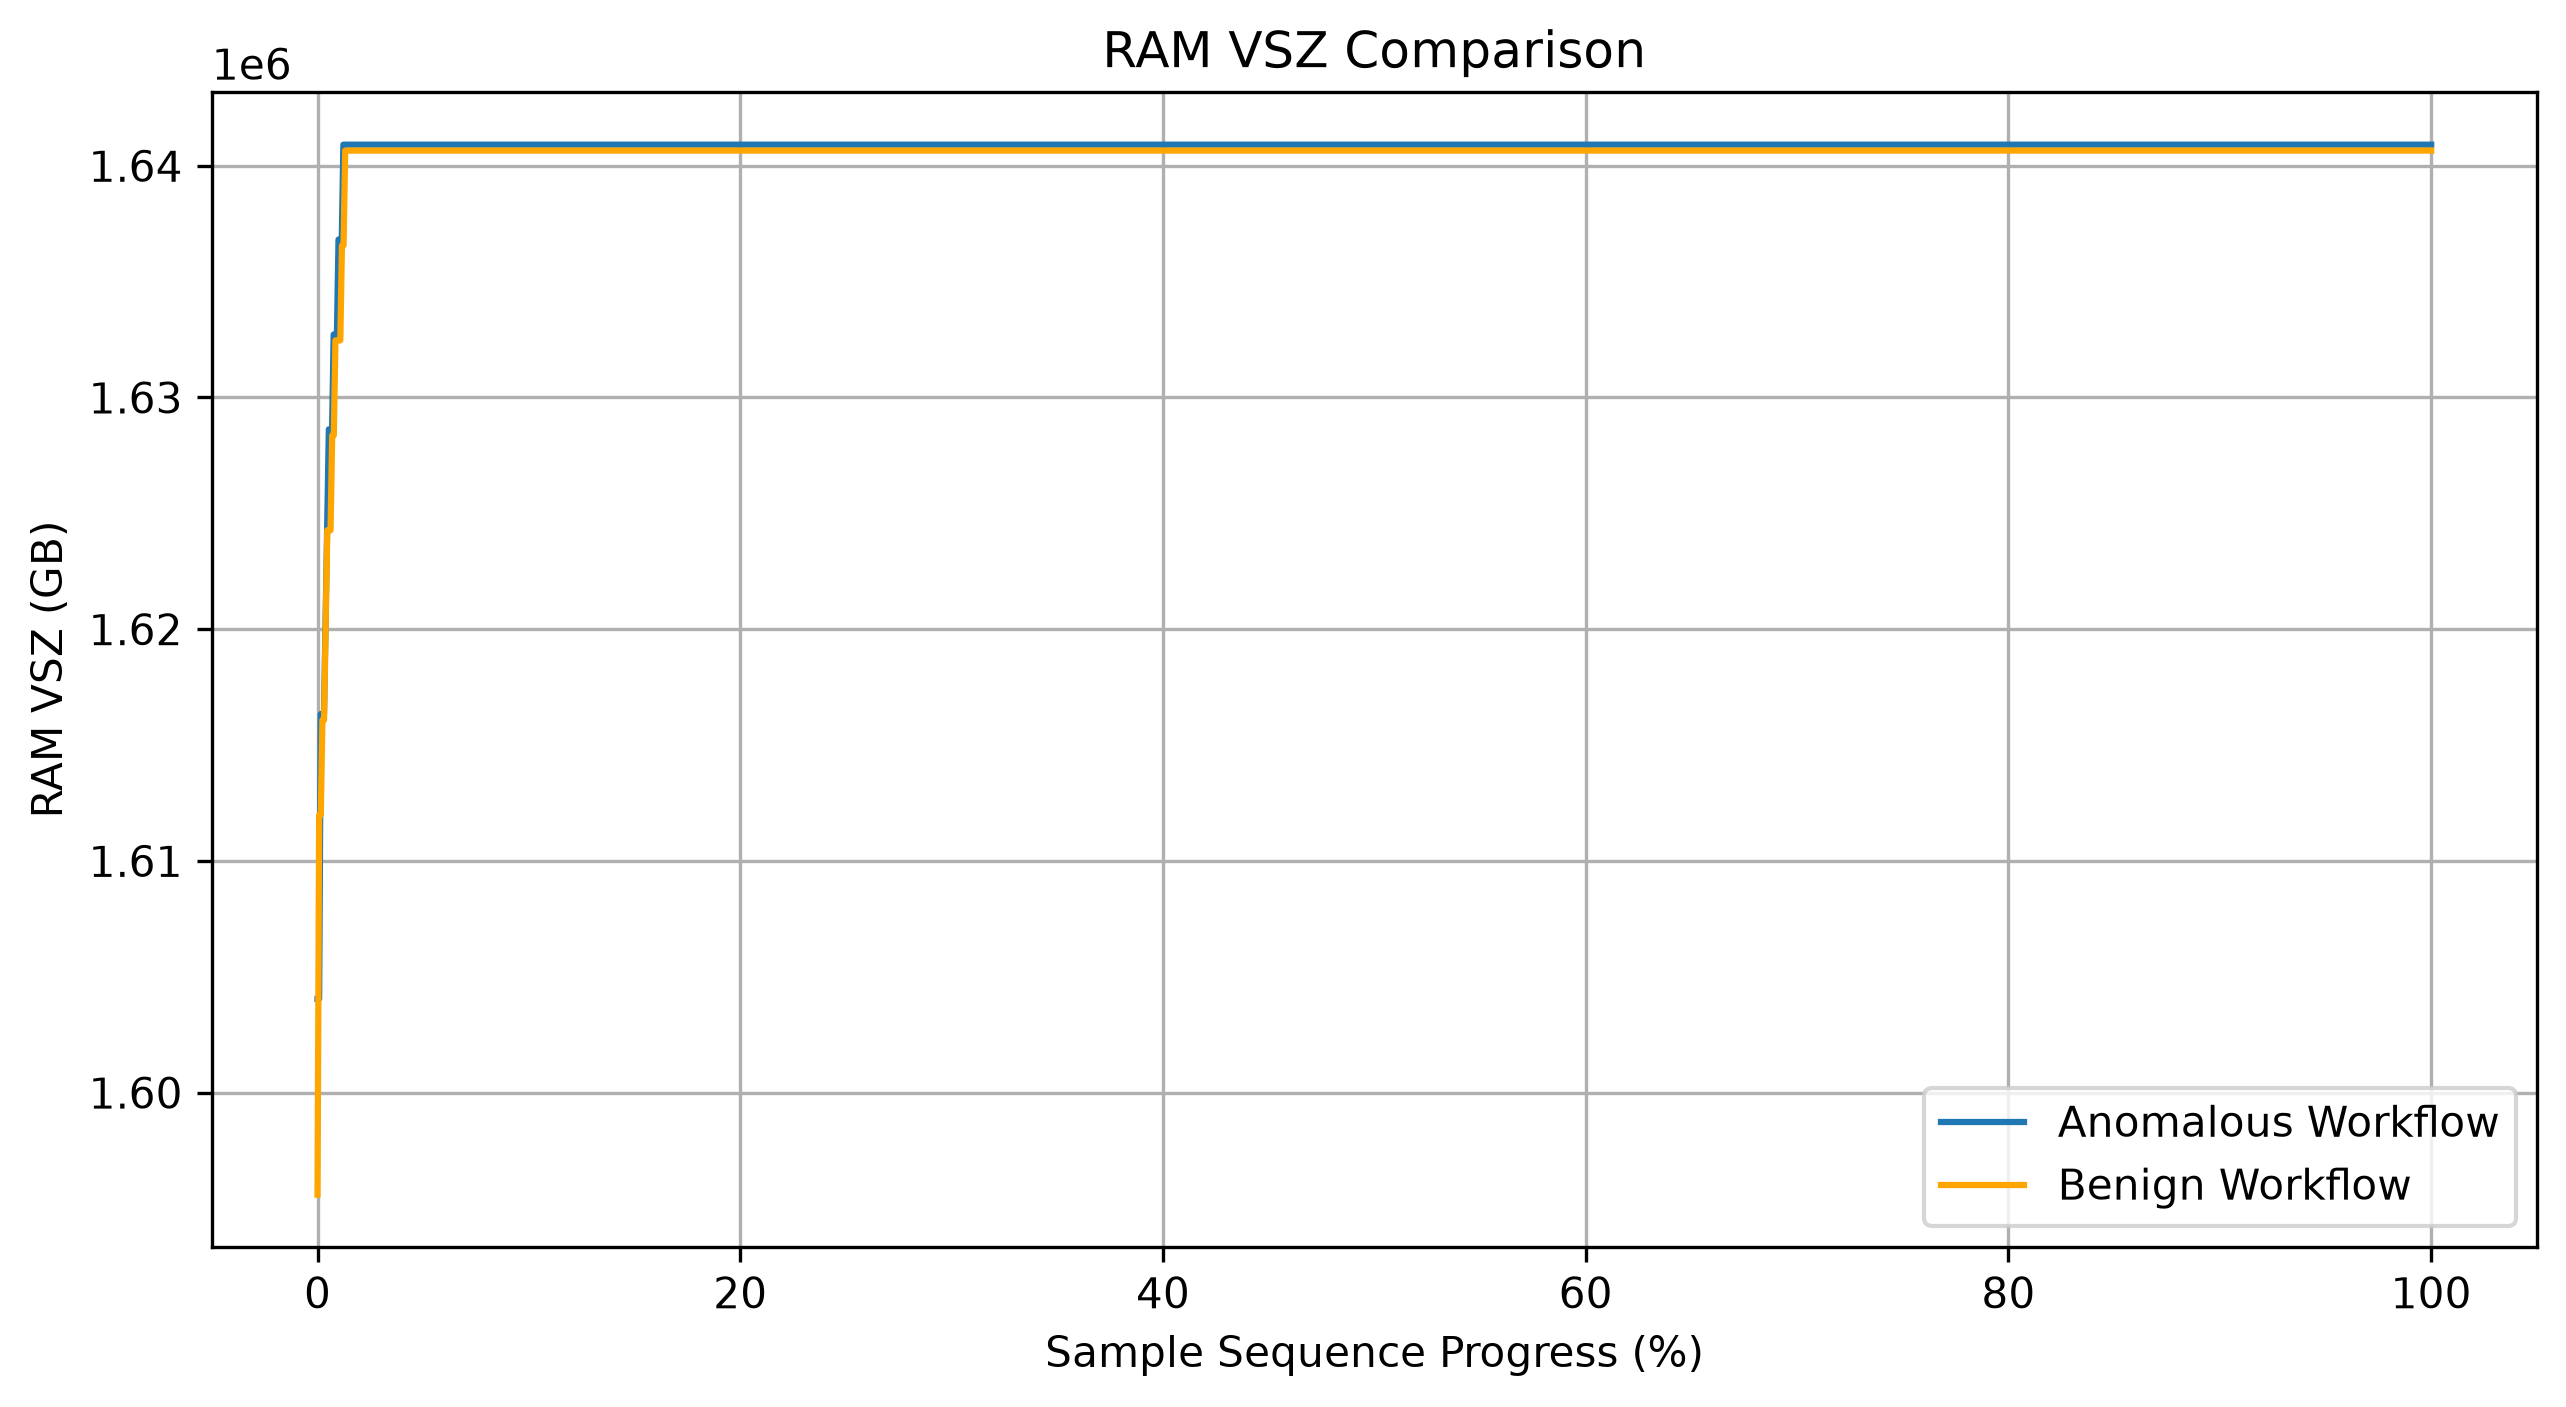 RAM VSZ Comparison
1e6
1.64
1.63
1.62
1.61
1.60
RAM VSZ (GB)
0 20 40 60 80 100
Sample Sequence Progress (%)
Anomalous Workflow
Benign Workflow